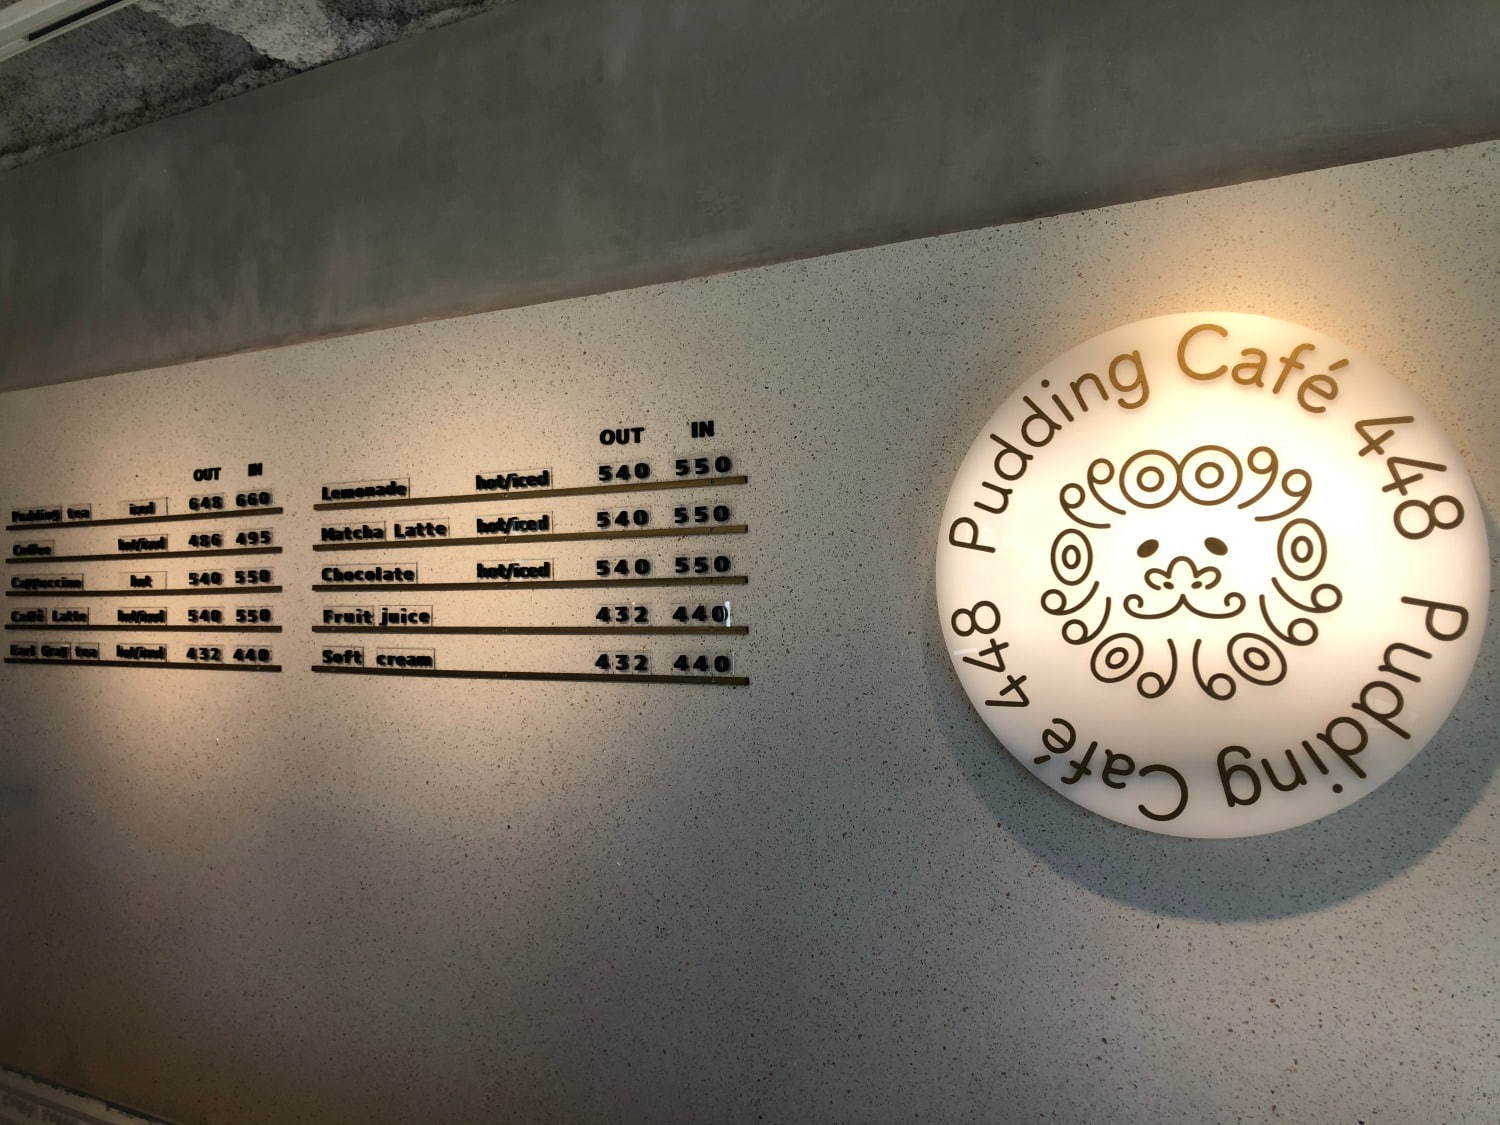 OUT IN
Pudding tea iced 648 660
Coffee hot/iced 486 495
Cappuccino hot 540 550
Caffè Latte hot/iced 540 550
Earl Gray tea hot/iced 432 440
OUT IN
Lemonade hot/iced 540 550
Matcha Latte hot/iced 540 550
Chocolate hot/iced 540 550
Fruit juice 432 440
Soft cream 432 440
Pudding Café 448
Pudding Café 448